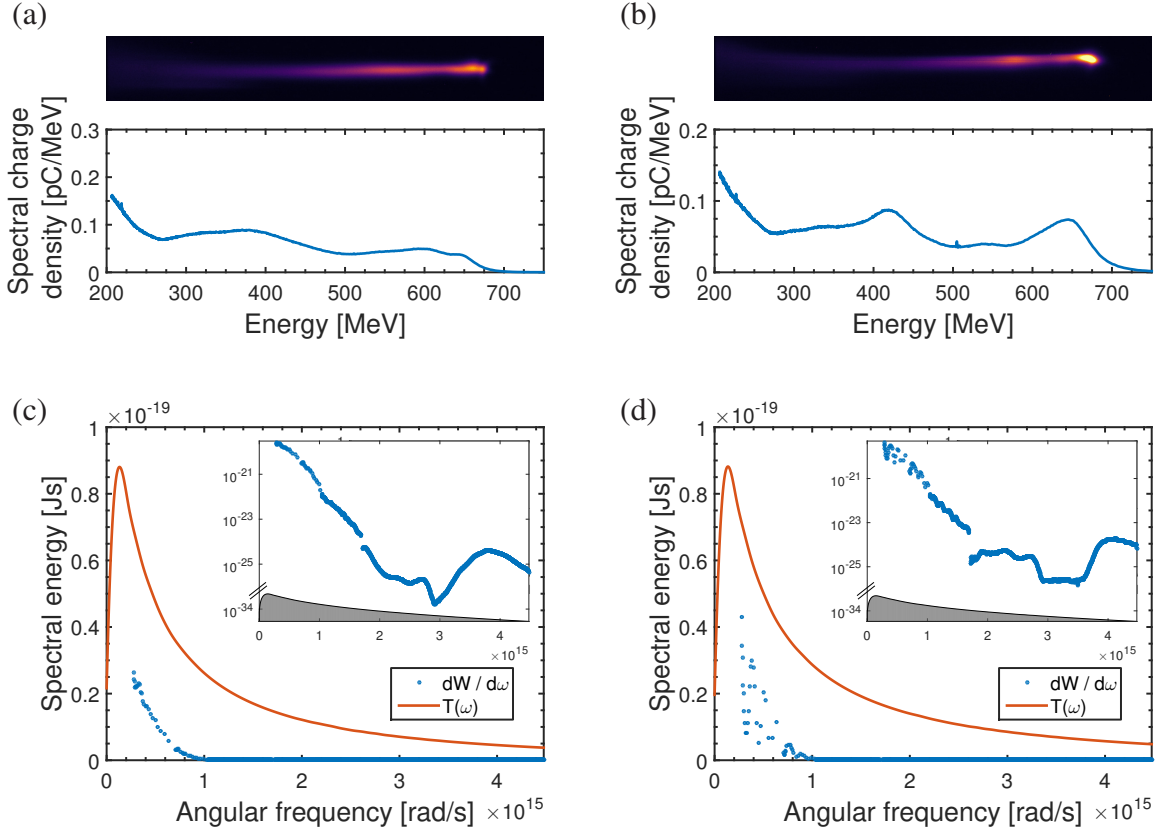 (a)
(b)
Spectral charge
density [pC/MeV]
0.3
0.2
0.1
0
200 300 400 500 600 700
Energy [MeV]
Spectral charge
density [pC/MeV]
0.2
0.1
0
200 300 400 500 600 700
Energy [MeV]
(c)
×10⁻¹⁹
Spectral energy [Js]
1
0.8
0.6
0.4
0.2
0
0 1 2 3 4
Angular frequency [rad/s] ×10¹⁵
10⁻²¹
10⁻²³
10⁻²⁵
10⁻³⁴
0 1 2 3 4
×10¹⁵
dW / dω
T(ω)
(d)
×10⁻¹⁹
Spectral energy [Js]
1
0.8
0.6
0.4
0.2
0
0 1 2 3 4
Angular frequency [rad/s] ×10¹⁵
10⁻²¹
10⁻²³
10⁻²⁵
10⁻³⁴
0 1 2 3 4
×10¹⁵
dW / dω
T(ω)